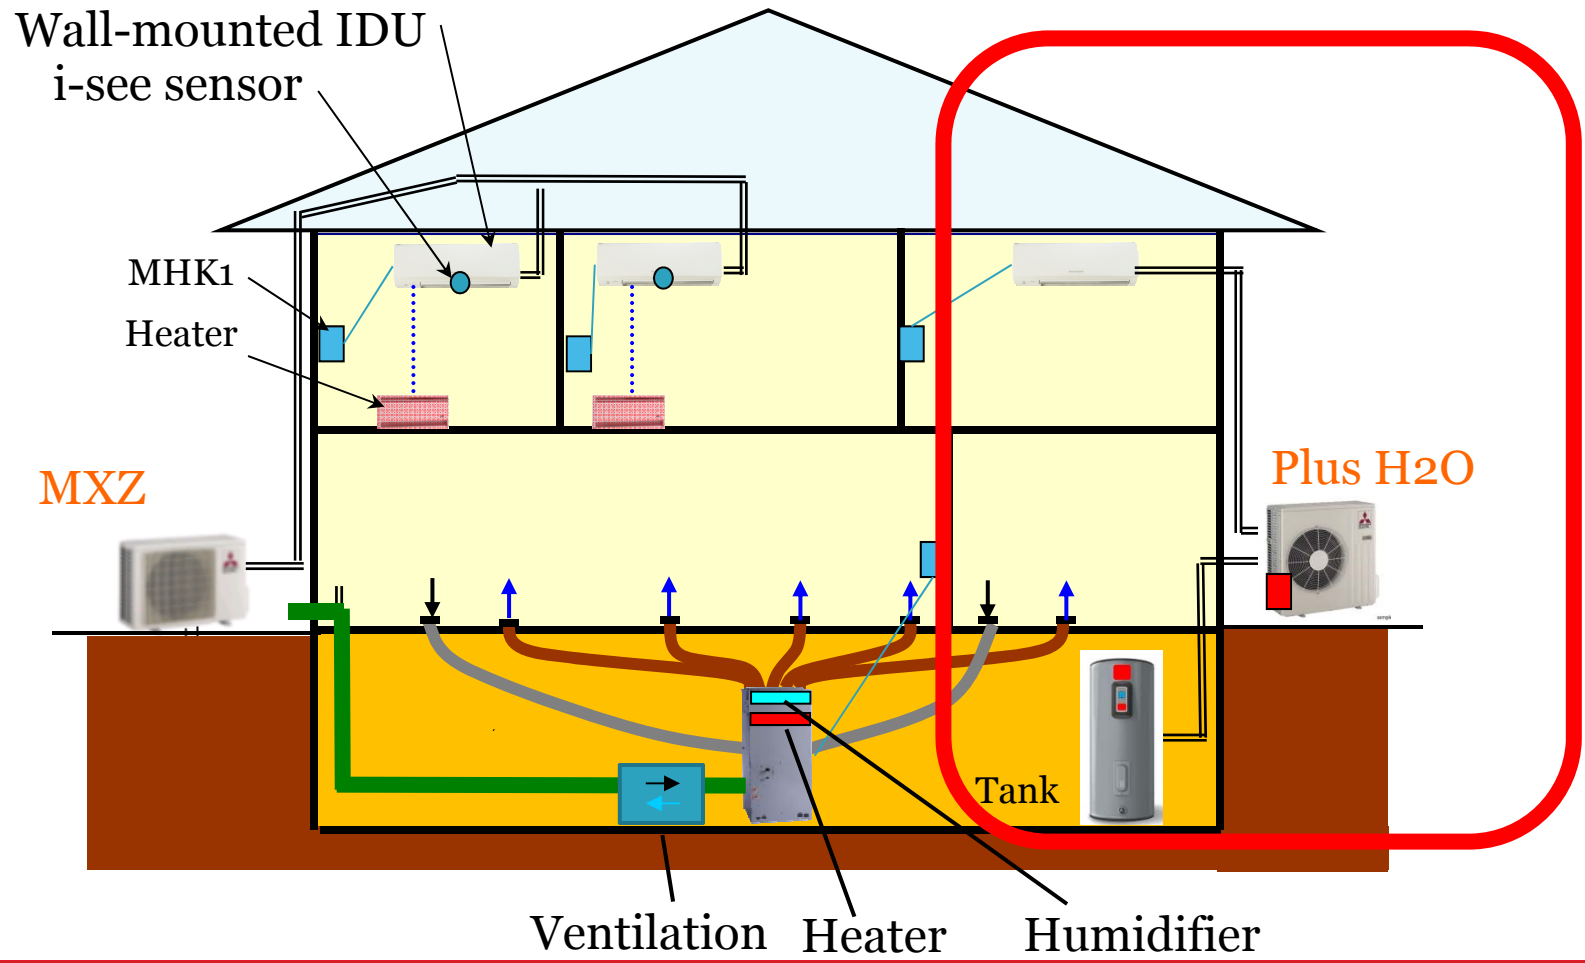 Wall-mounted IDU
i-see sensor
MHK1
Heater
MXZ
Plus H2O
Tank
Ventilation
Heater
Humidifier